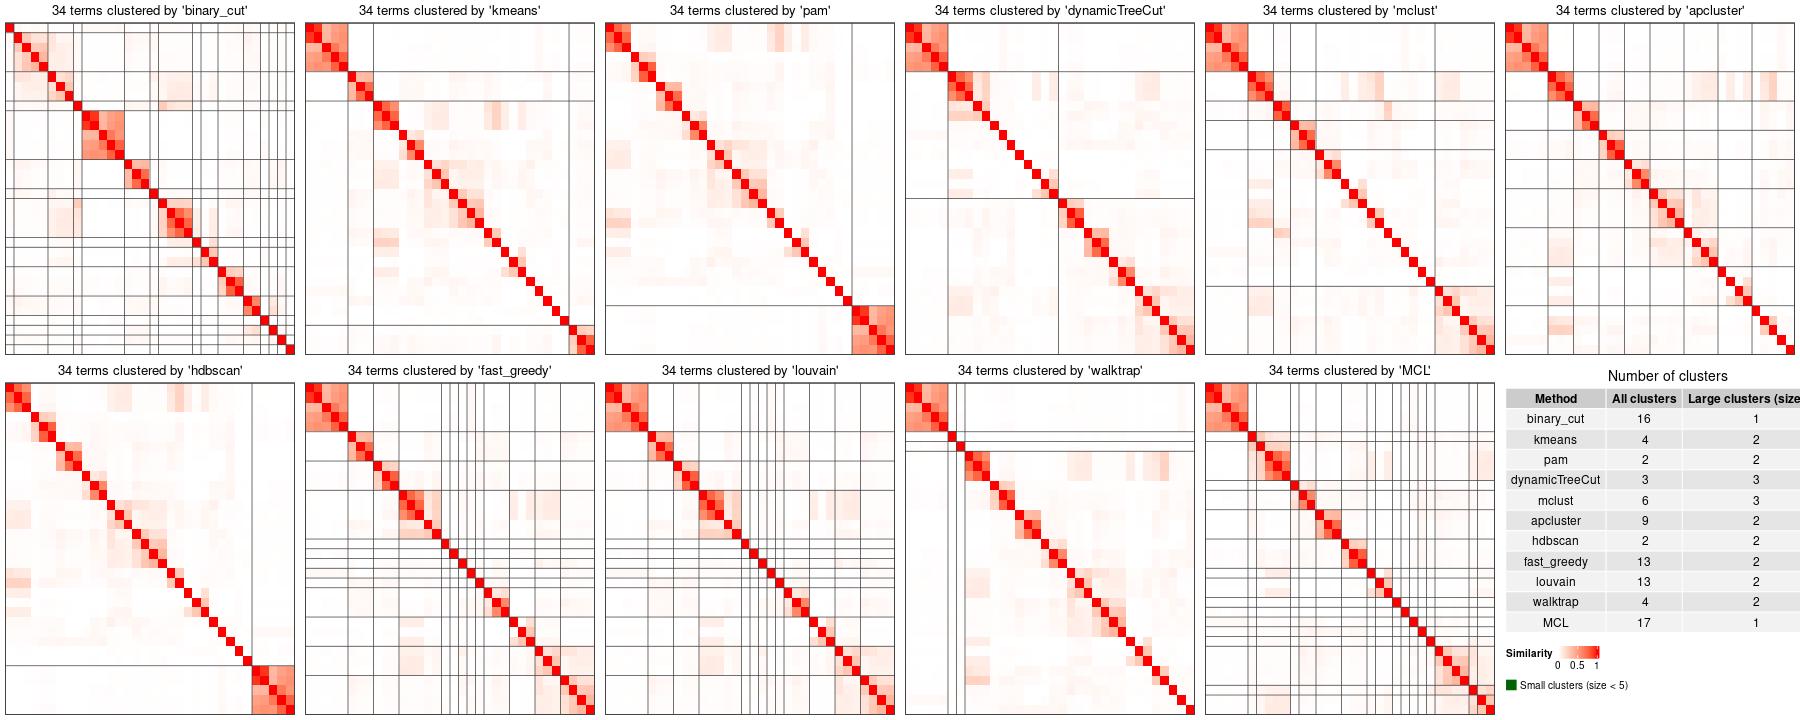 34 terms clustered by 'binary_cut'
34 terms clustered by 'kmeans'
34 terms clustered by 'pam'
34 terms clustered by 'dynamicTreeCut'
34 terms clustered by 'mclust'
34 terms clustered by 'apcluster'
34 terms clustered by 'hdbscan'
34 terms clustered by 'fast_greedy'
34 terms clustered by 'louvain'
34 terms clustered by 'walktrap'
34 terms clustered by 'MCL'
Number of clusters
Method All clusters Large clusters (size
binary_cut 16 1
kmeans 4 2
pam 2 2
dynamicTreeCut 3 3
mclust 6 3
apcluster 9 2
hdbscan 2 2
fast_greedy 13 2
louvain 13 2
walktrap 4 2
MCL 17 1
Similarity
0 0.5 1
Small clusters (size < 5)